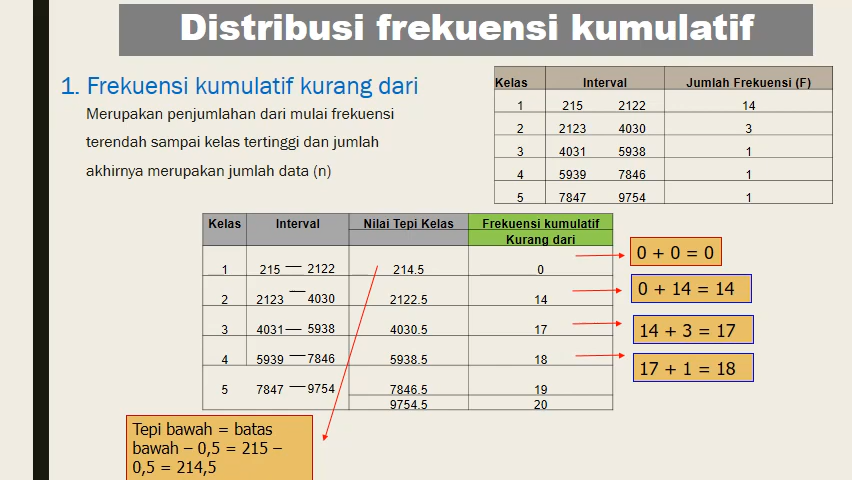 Distribusi frekuensi kumulatif
1. Frekuensi kumulatif kurang dari
Merupakan penjumlahan dari mulai frekuensi
terendah sampai kelas tertinggi dan jumlah
akhirnya merupakan jumlah data (n)
Kelas Interval Jumlah Frekuensi (F)
1 215 2122 14
2 2123 4030 3
3 4031 5938 1
4 5939 7846 1
5 7847 9754 1
Kelas Interval Nilai Tepi Kelas Frekuensi kumulatif
Kurang dari
1 215 — 2122 214.5 0
2 2123 — 4030 2122.5 14
3 4031 — 5938 4030.5 17
4 5939 — 7846 5938.5 18
5 7847 — 9754 7846.5 19
9754.5 20
0 + 0 = 0
0 + 14 = 14
14 + 3 = 17
17 + 1 = 18
Tepi bawah = batas
bawah – 0,5 = 215 –
0,5 = 214,5